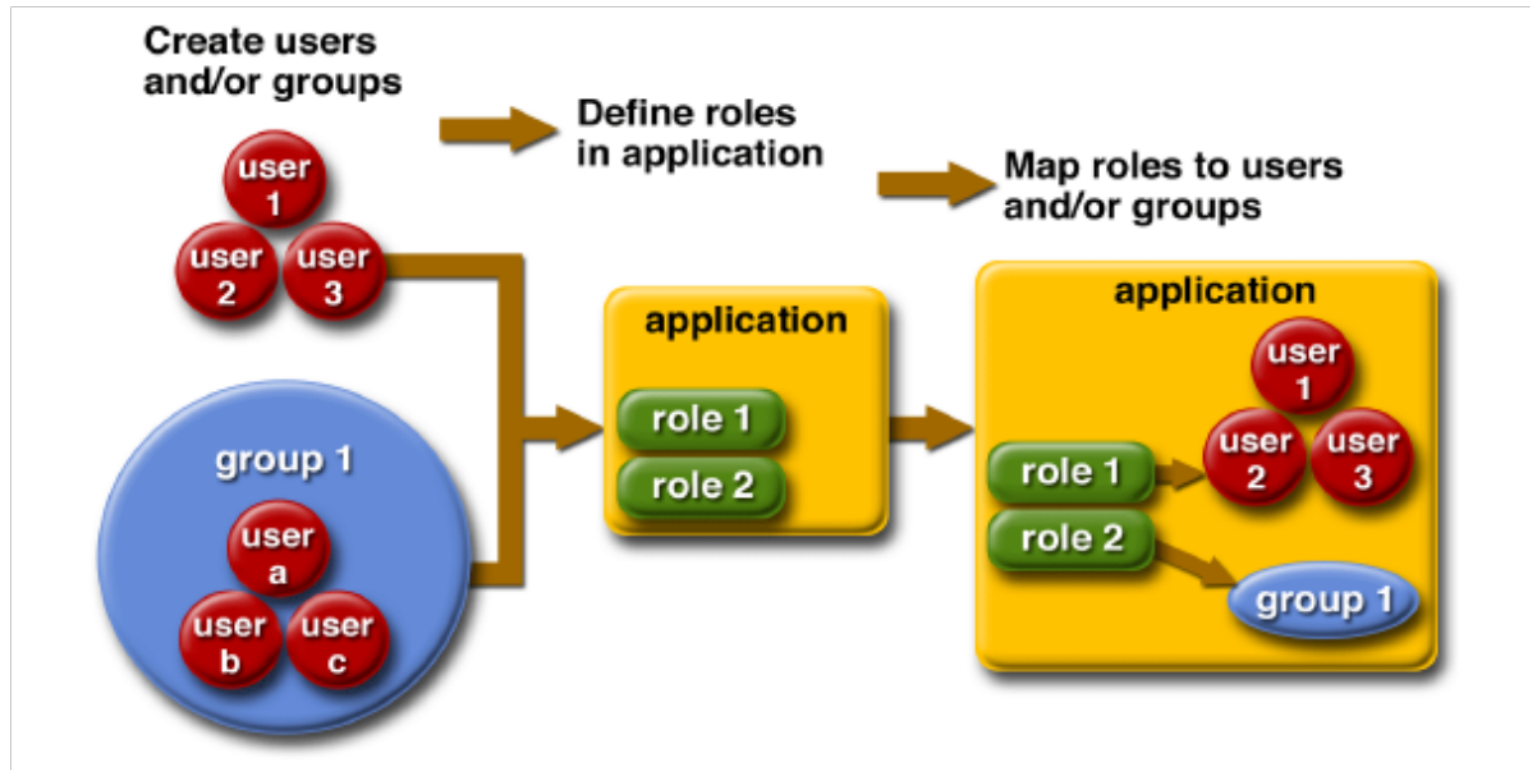 Create users
and/or groups
Define roles
in application
Map roles to users
and/or groups
user
1
user
2
user
3
group 1
user
a
user
b
user
c
application
role 1
role 2
application
user
1
user
2
user
3
role 1
role 2
group 1